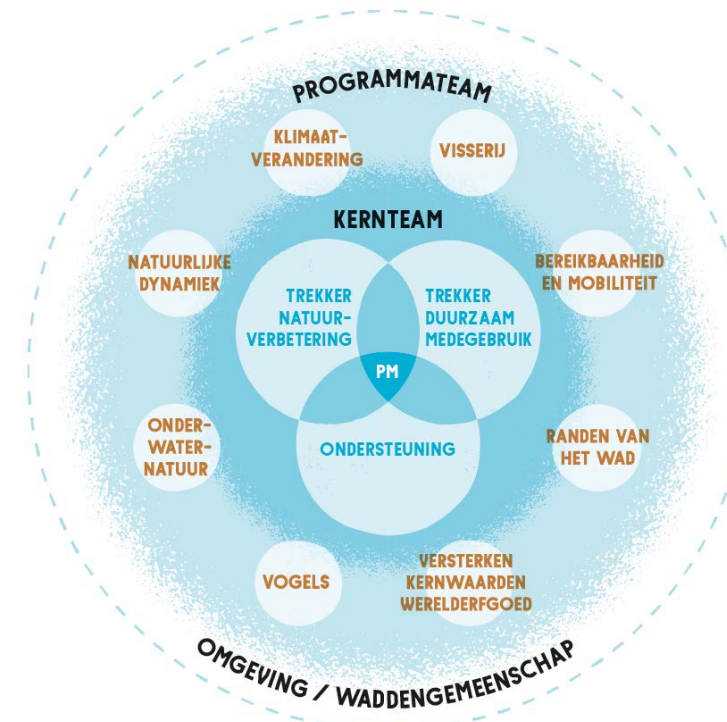 PROGRAMMATEAM
KLIMAAT-
VERANDERING
VISSERIJ
KERNTEAM
NATUURLIJKE
DYNAMIEK
BEREIKBAARHEID
EN MOBILITEIT
TREKKER
NATUUR-
VERBETERING
TREKKER
DUURZAAM
MEDEGEBRUIK
PM
ONDERSTEUNING
ONDER-
WATER-
NATUUR
RANDEN VAN
HET WAD
VOGELS
VERSTERKEN
KERNWAARDEN
WERELDERFGOED
OMGEVING / WADDENGEMEENSCHAP